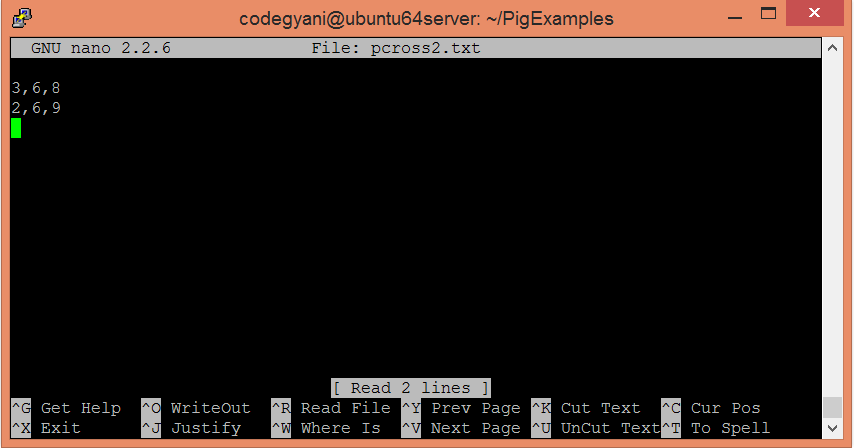 codegyani@ubuntu64server: ~/PigExamples
GNU nano 2.2.6 File: pcross2.txt
3,6,8
2,6,9
[ Read 2 lines ]
^G Get Help ^O WriteOut ^R Read File ^Y Prev Page ^K Cut Text ^C Cur Pos
^X Exit ^J Justify ^W Where Is ^V Next Page ^U UnCut Text ^T To Spell